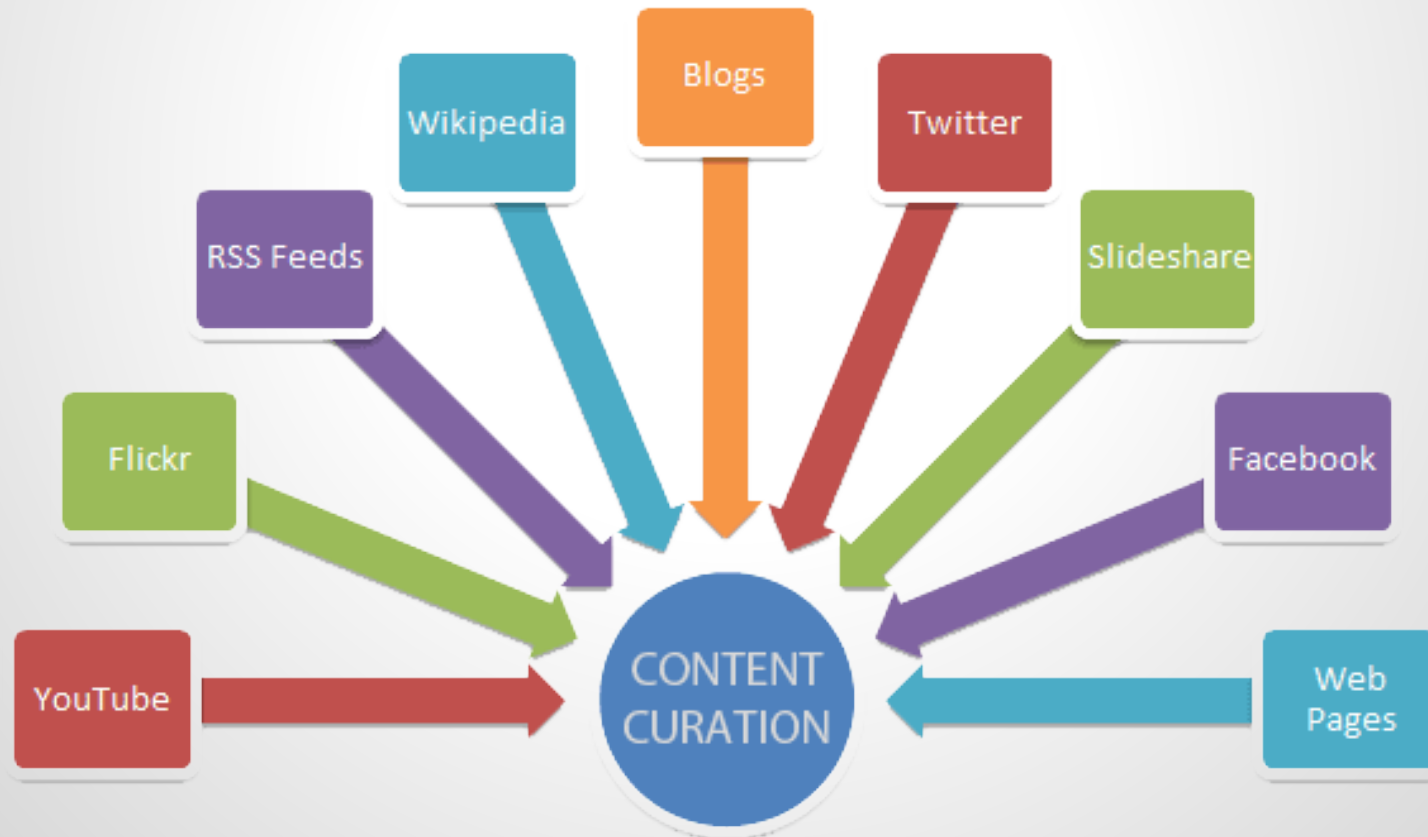 Blogs
Wikipedia
Twitter
RSS Feeds
Slideshare
Flickr
Facebook
YouTube
CONTENT
CURATION
Web
Pages